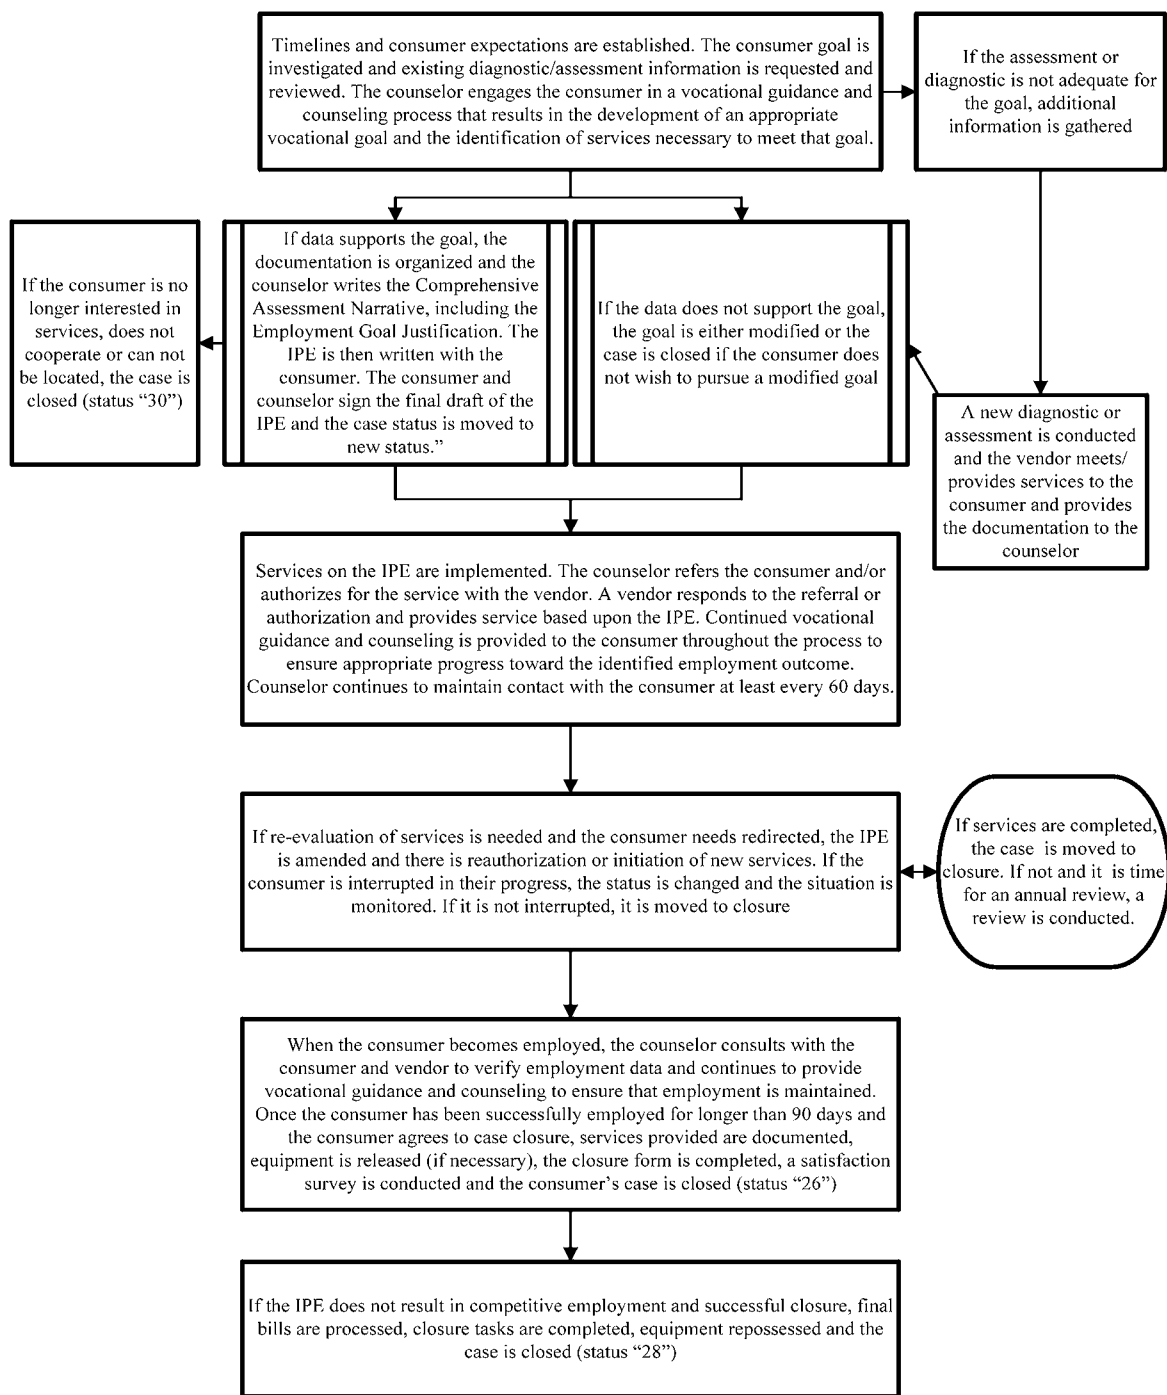 Timelines and consumer expectations are established. The consumer goal is
investigated and existing diagnostic/assessment information is requested and
reviewed. The counselor engages the consumer in a vocational guidance and
counseling process that results in the development of an appropriate
vocational goal and the identification of services necessary to meet that goal.
If the assessment or
diagnostic is not adequate for
the goal, additional
information is gathered
If the consumer is no
longer interested in
services, does not
cooperate or can not
be located, the case is
closed (status “30”)
If data supports the goal, the
documentation is organized and the
counselor writes the Comprehensive
Assessment Narrative, including the
Employment Goal Justification. The
IPE is then written with the
consumer. The consumer and
counselor sign the final draft of the
IPE and the case status is moved to
new status.”
If the data does not support the goal,
the goal is either modified or the
case is closed if the consumer does
not wish to pursue a modified goal
A new diagnostic or
assessment is conducted
and the vendor meets/
provides services to the
consumer and provides
the documentation to the
counselor
Services on the IPE are implemented. The counselor refers the consumer and/or
authorizes for the service with the vendor. A vendor responds to the referral or
authorization and provides service based upon the IPE. Continued vocational
guidance and counseling is provided to the consumer throughout the process to
ensure appropriate progress toward the identified employment outcome.
Counselor continues to maintain contact with the consumer at least every 60 days.
If re-evaluation of services is needed and the consumer needs redirected, the IPE
is amended and there is reauthorization or initiation of new services. If the
consumer is interrupted in their progress, the status is changed and the situation is
monitored. If it is not interrupted, it is moved to closure
If services are completed,
the case is moved to
closure. If not and it is time
for an annual review, a
review is conducted.
When the consumer becomes employed, the counselor consults with the
consumer and vendor to verify employment data and continues to provide
vocational guidance and counseling to ensure that employment is maintained.
Once the consumer has been successfully employed for longer than 90 days and
the consumer agrees to case closure, services provided are documented,
equipment is released (if necessary), the closure form is completed, a satisfaction
survey is conducted and the consumer’s case is closed (status “26”)
If the IPE does not result in competitive employment and successful closure, final
bills are processed, closure tasks are completed, equipment repossessed and the
case is closed (status “28”)